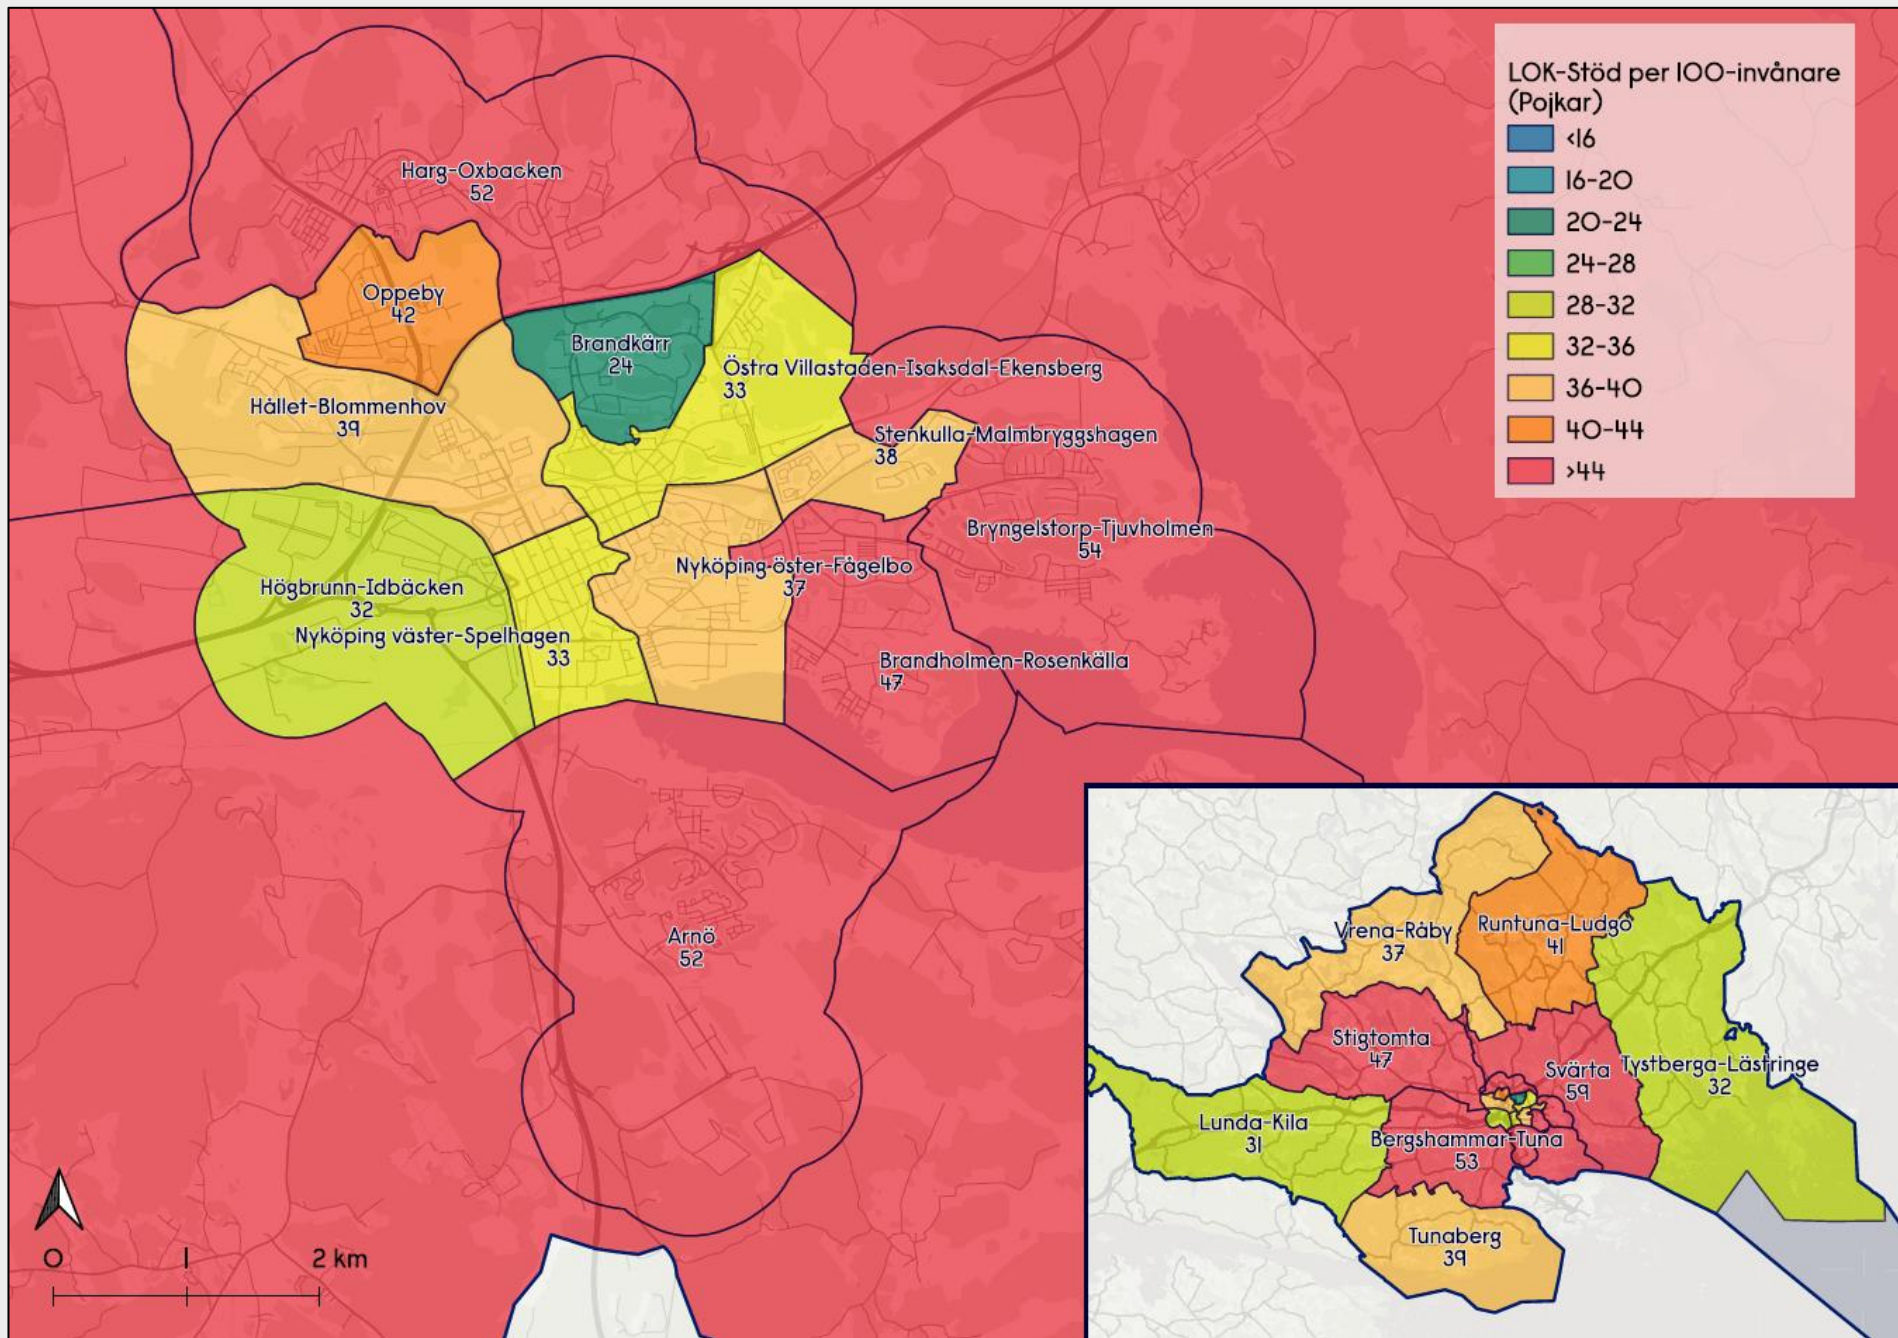 LOK-Stöd per 100-invånare
(Pojkar)
<16
16-20
20-24
24-28
28-32
32-36
36-40
40-44
>44
Harg-Oxbacken
52
Oppeby
42
Brandkärr
24
Östra Villastaden-Isaksdal-Ekensberg
33
Hållet-Blommenhov
39
Stenkulla-Malmbryggshagen
38
Bryngelstorp-Tjuvholmen
54
Nyköping öster-Fågelbo
37
Högbrunn-Idbäcken
32
Nyköping väster-Spelhagen
33
Brandholmen-Rosenkälla
47
Arnö
52
Vrena-Råby
37
Runtuna-Ludgo
41
Stigtomta
47
Svärta
59
Tystberga-Lästringe
32
Lunda-Kila
31
Bergshammar-Tuna
53
Tunaberg
39
0 1 2 km